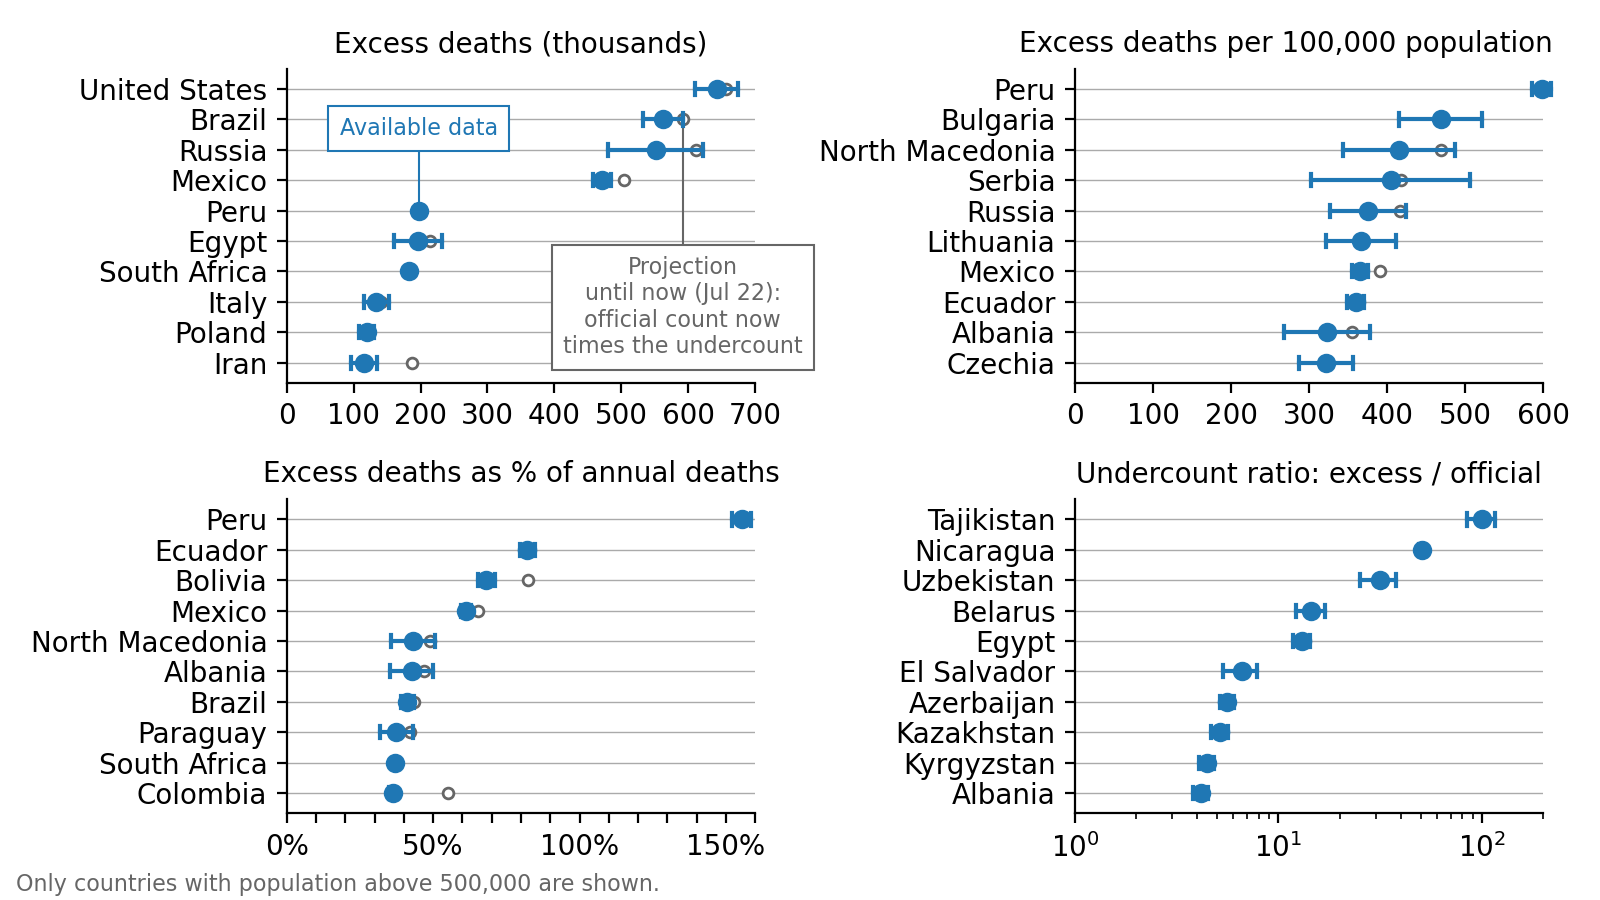 Excess deaths (thousands)
United States
Brazil
Russia
Mexico
Peru
Egypt
South Africa
Italy
Poland
Iran
Available data
Projection
until now (Jul 22):
official count now
times the undercount
0 100 200 300 400 500 600 700
Excess deaths per 100,000 population
Peru
Bulgaria
North Macedonia
Serbia
Russia
Lithuania
Mexico
Ecuador
Albania
Czechia
0 100 200 300 400 500 600
Excess deaths as % of annual deaths
Peru
Ecuador
Bolivia
Mexico
North Macedonia
Albania
Brazil
Paraguay
South Africa
Colombia
0% 50% 100% 150%
Undercount ratio: excess / official
Tajikistan
Nicaragua
Uzbekistan
Belarus
Egypt
El Salvador
Azerbaijan
Kazakhstan
Kyrgyzstan
Albania
10⁰ 10¹ 10²
Only countries with population above 500,000 are shown.